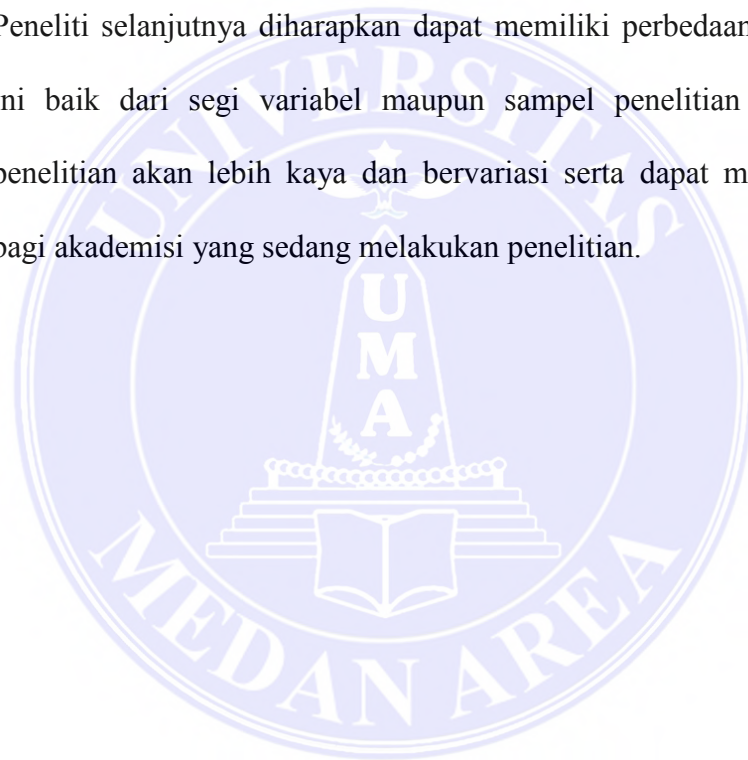 Peneliti selanjutnya diharapkan dapat memiliki perbedaan
ini baik dari segi variabel maupun sampel penelitian
penelitian akan lebih kaya dan bervariasi serta dapat m
bagi akademisi yang sedang melakukan penelitian.
UNIVERSITAS
UMA
MEDAN AREA